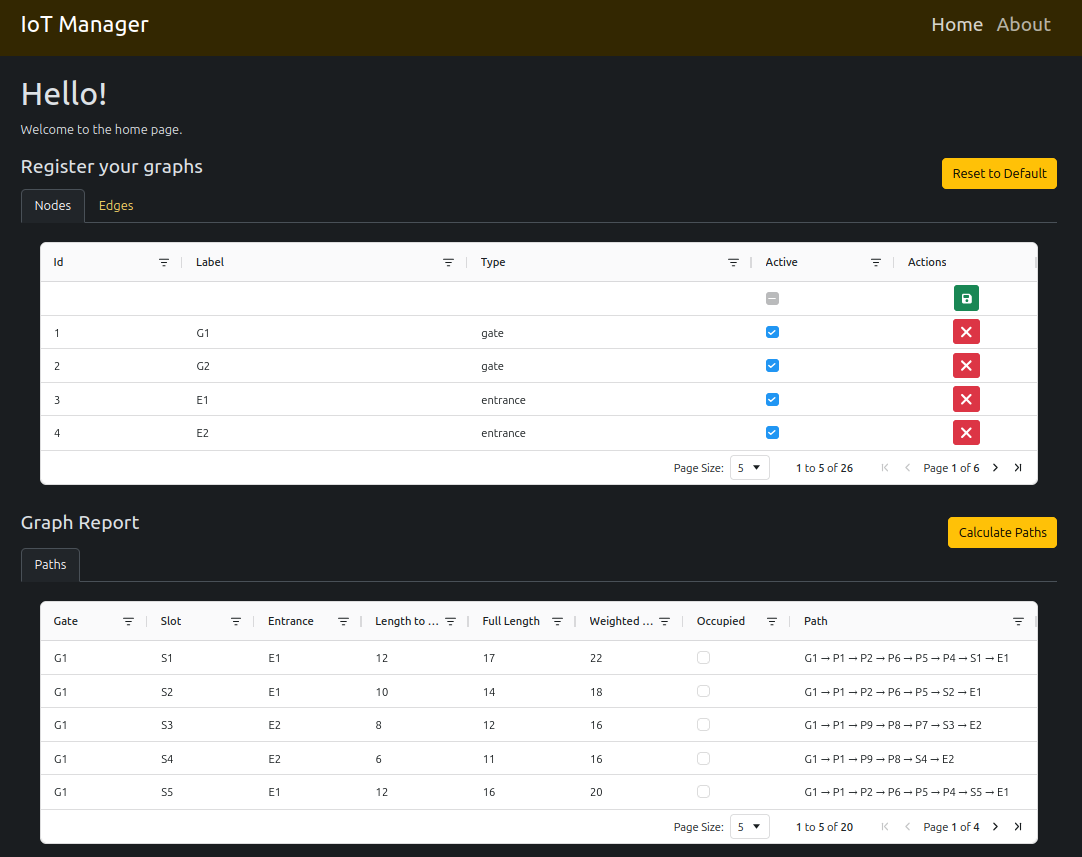 IoT Manager Home About
Hello!
Welcome to the home page.
Register your graphs
Reset to Default
Nodes Edges
Id Label Type Active Actions
1 G1 gate
2 G2 gate
3 E1 entrance
4 E2 entrance
Page Size: 5 1 to 5 of 26 Page 1 of 6
Graph Report
Calculate Paths
Paths
Gate Slot Entrance Length to ... Full Length Weighted ... Occupied Path
G1 S1 E1 12 17 22 G1 → P1 → P2 → P6 → P5 → P4 → S1 → E1
G1 S2 E1 10 14 18 G1 → P1 → P2 → P6 → P5 → S2 → E1
G1 S3 E2 8 12 16 G1 → P1 → P9 → P8 → P7 → S3 → E2
G1 S4 E2 6 11 16 G1 → P1 → P9 → P8 → S4 → E2
G1 S5 E1 12 16 20 G1 → P1 → P2 → P6 → P5 → P4 → S5 → E1
Page Size: 5 1 to 5 of 20 Page 1 of 4